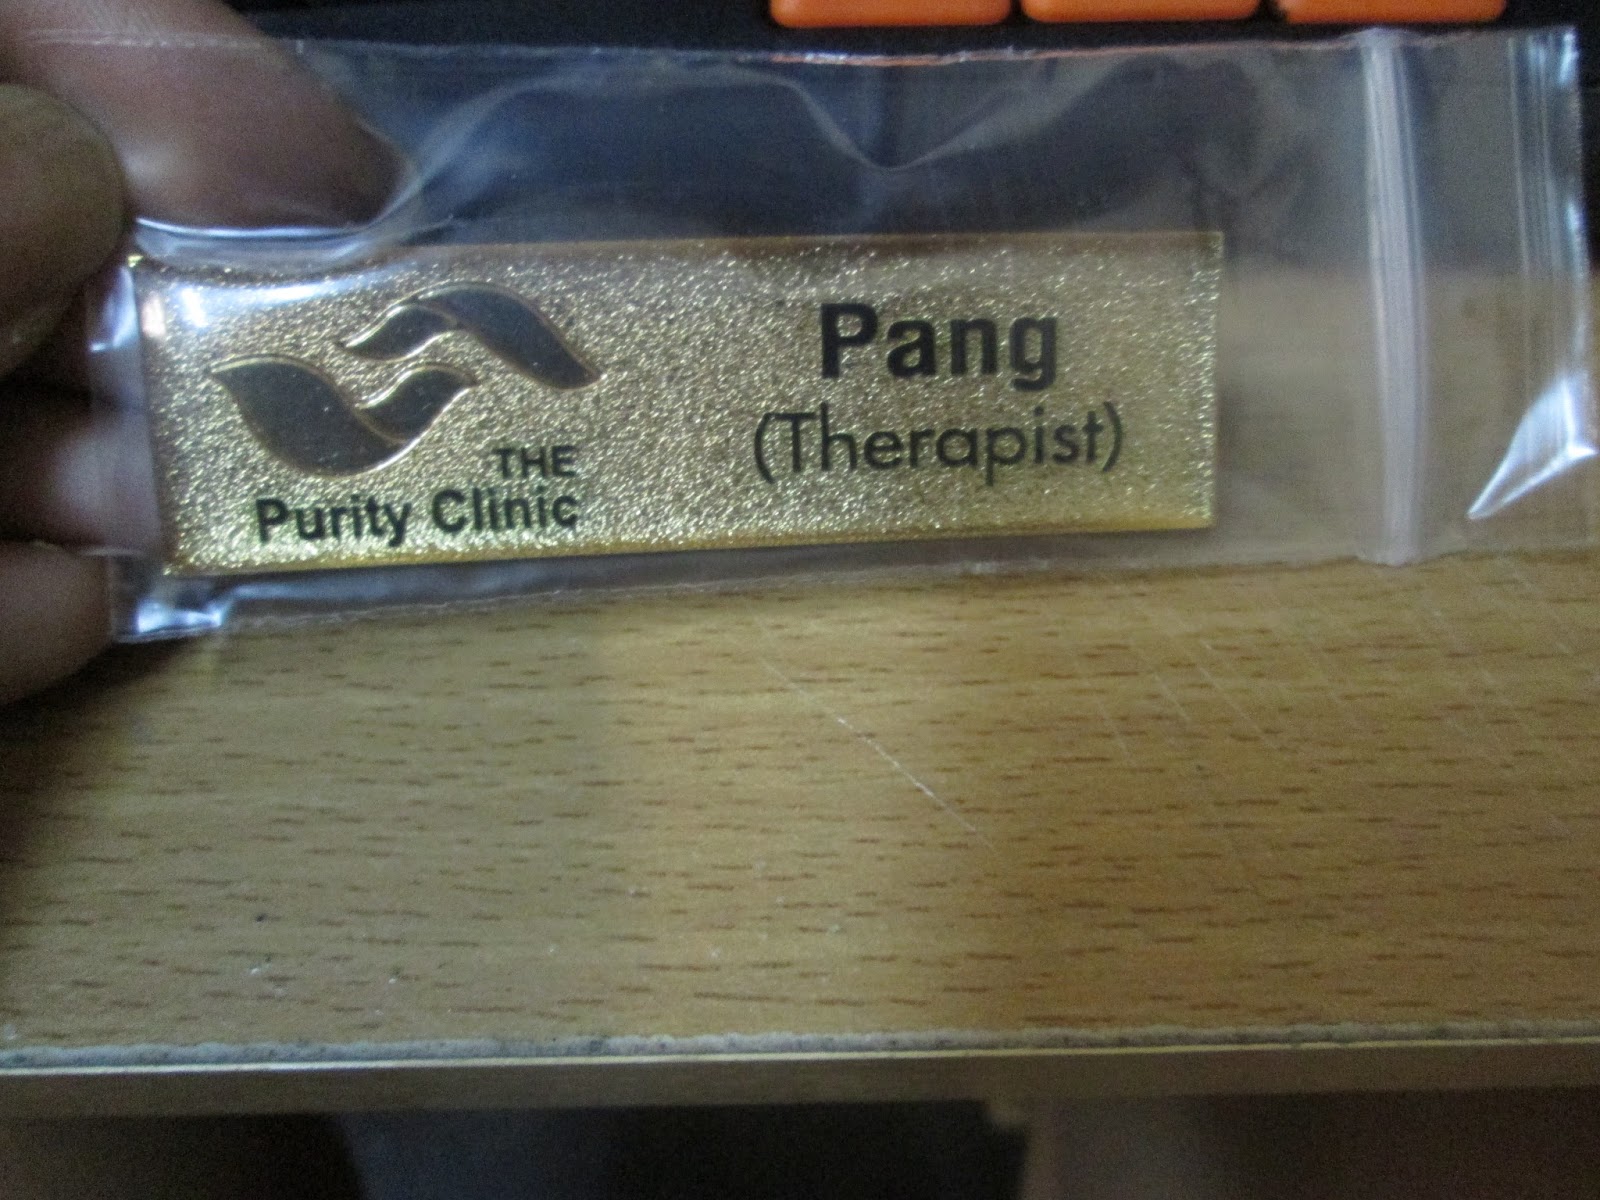 THE
Purity Clinic
Pang
(Therapist)